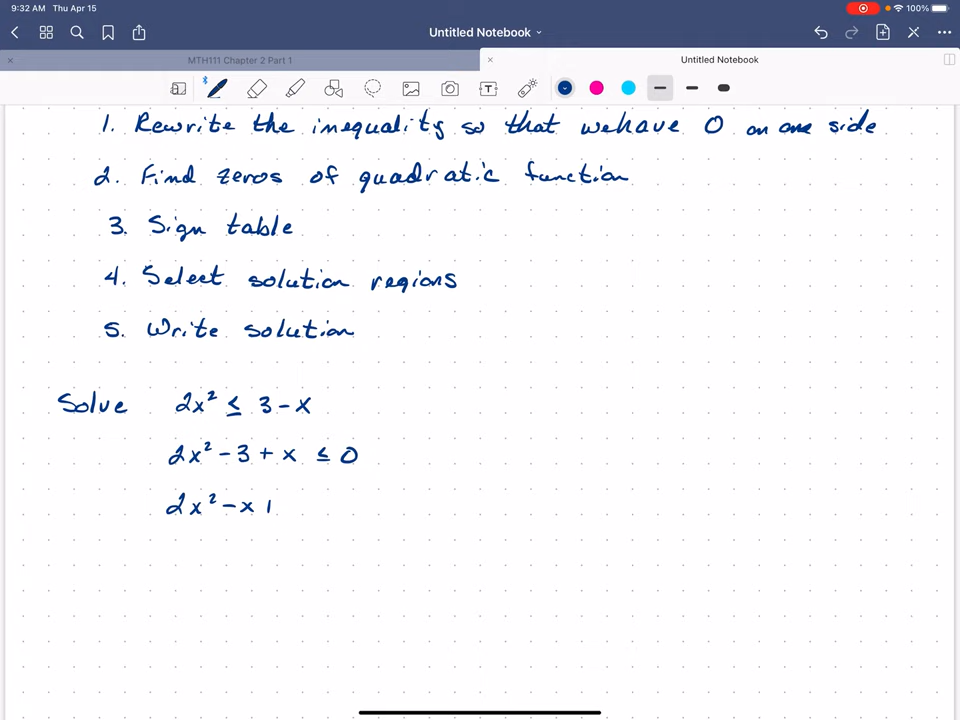 9:32 AM Thu Apr 15 100%
Untitled Notebook
MTH111 Chapter 2 Part 1 Untitled Notebook
1. Rewrite the inequality so that we have 0 on one side
2. Find zeros of quadratic function
3. Sign table
4. Select solution regions
5. Write solution
Solve 2x² ≤ 3 - x
2x² - 3 + x ≤ 0
2x² - x 1